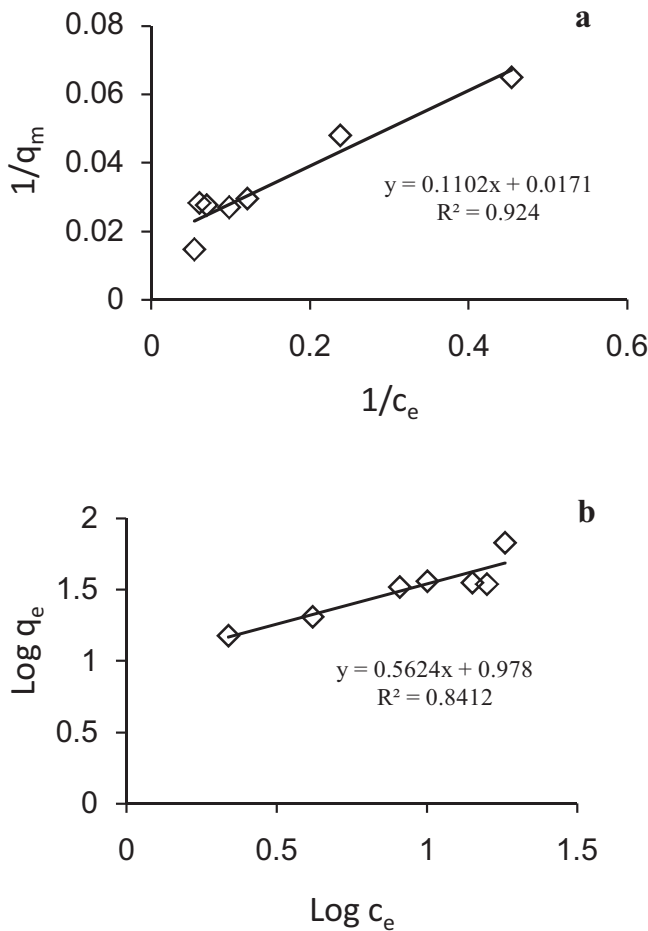 a
0.08
0.06
0.04
0.02
0
1/qₘ
y = 0.1102x + 0.0171
R² = 0.924
0 0.2 0.4 0.6
1/cₑ
b
2
1.5
1
0.5
0
Log qₑ
y = 0.5624x + 0.978
R² = 0.8412
0 0.5 1 1.5
Log cₑ